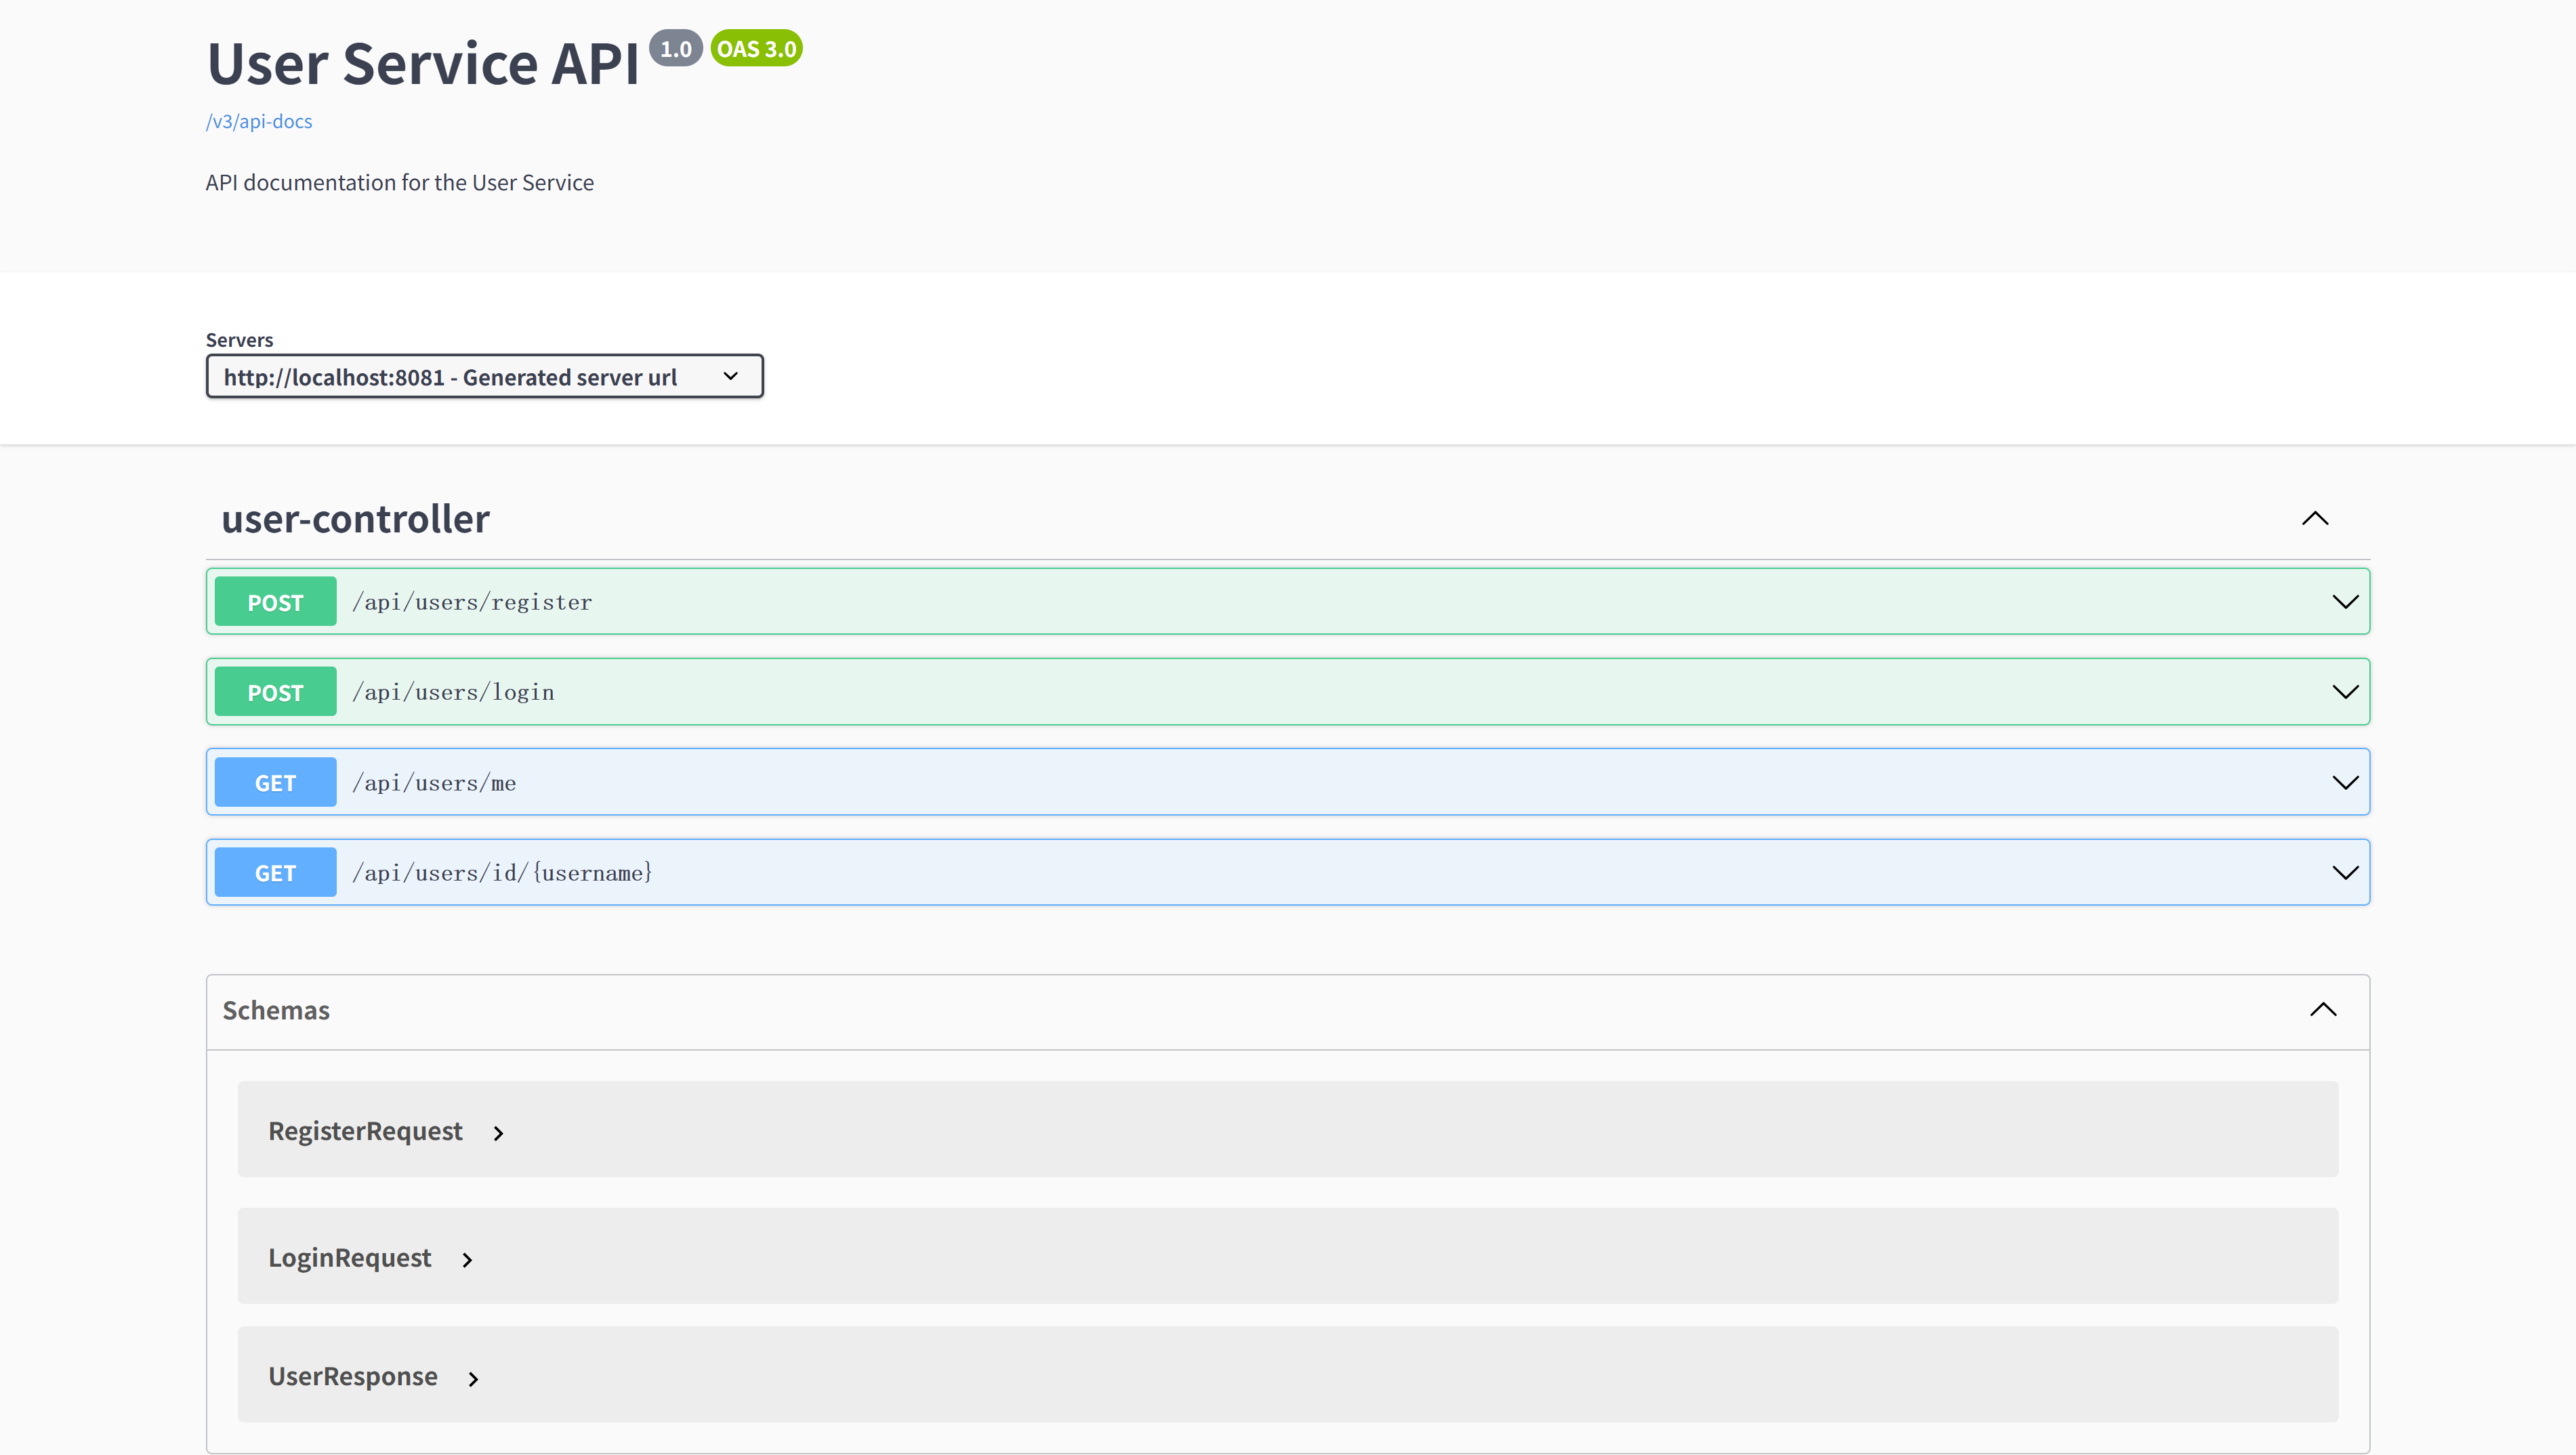 User Service API 1.0 OAS 3.0
/v3/api-docs
API documentation for the User Service
Servers
http://localhost:8081 - Generated server url
user-controller
POST /api/users/register
POST /api/users/login
GET /api/users/me
GET /api/users/id/{username}
Schemas
RegisterRequest
LoginRequest
UserResponse